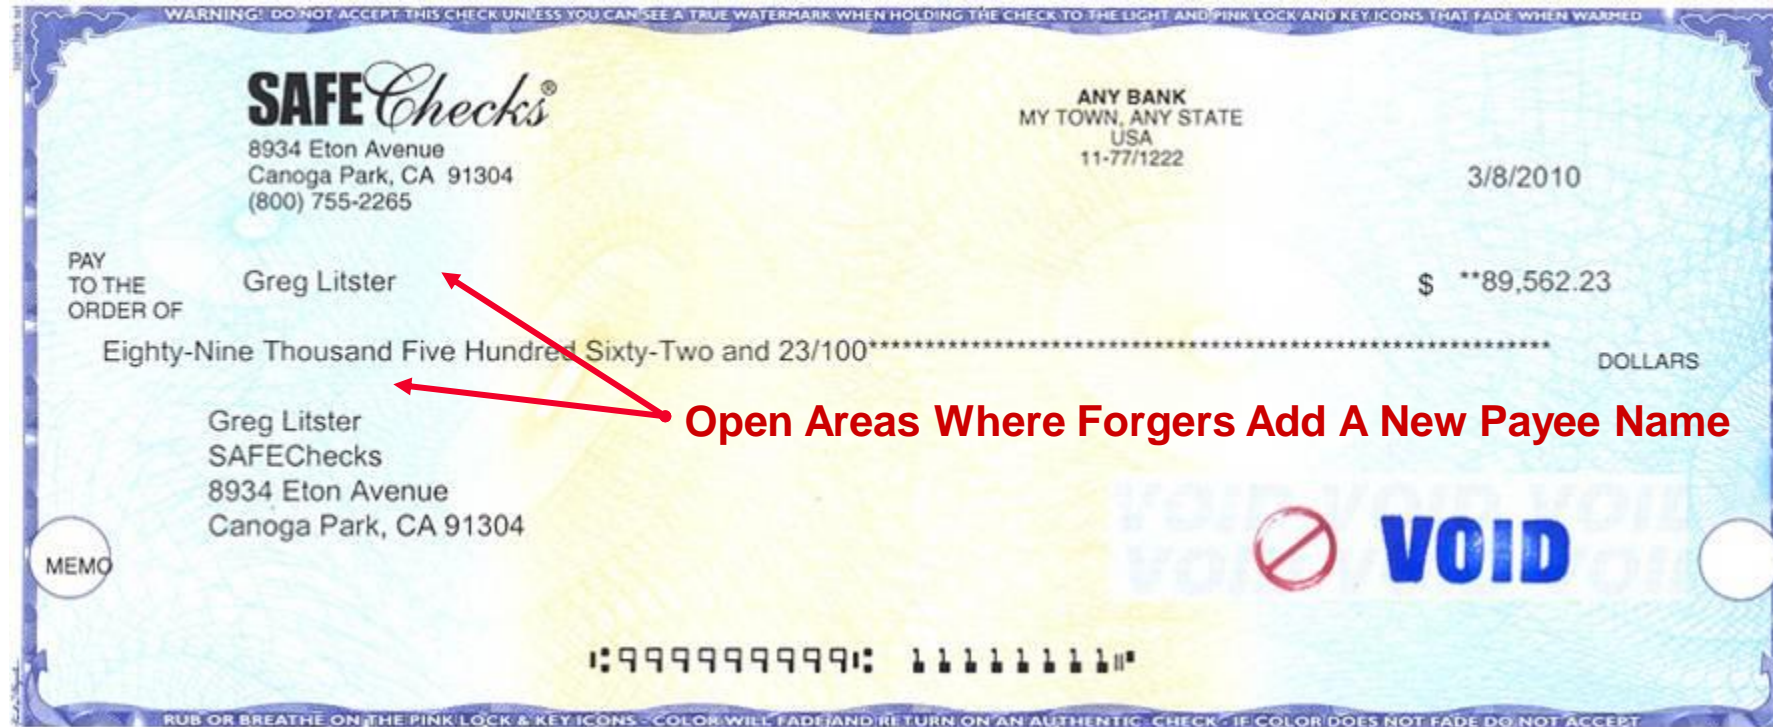 WARNING! DO NOT ACCEPT THIS CHECK UNLESS YOU CAN SEE A TRUE WATERMARK WHEN HOLDING THE CHECK TO THE LIGHT AND PINK LOCK AND KEY ICONS THAT FADE WHEN WARMED
SAFEChecks®
8934 Eton Avenue
Canoga Park, CA 91304
(800) 755-2265
ANY BANK
MY TOWN, ANY STATE
USA
11-77/1222
3/8/2010
PAY
TO THE
ORDER OF
Greg Litster
$ **89,562.23
Eighty-Nine Thousand Five Hundred Sixty-Two and 23/100************************************************************************
DOLLARS
Open Areas Where Forgers Add A New Payee Name
Greg Litster
SAFEChecks
8934 Eton Avenue
Canoga Park, CA 91304
VOID VOID VOID
VOID
MEMO
⑆999999999⑆ 11111111⑈
RUB OR BREATHE ON THE PINK LOCK & KEY ICONS - COLOR WILL FADE AND RETURN ON AN AUTHENTIC CHECK - IF COLOR DOES NOT FADE DO NOT ACCEPT